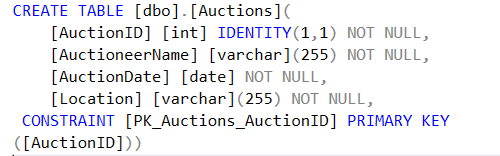 CREATE TABLE [dbo].[Auctions](
    [AuctionID] [int] IDENTITY(1,1) NOT NULL,
    [AuctioneerName] [varchar](255) NOT NULL,
    [AuctionDate] [date] NOT NULL,
    [Location] [varchar](255) NOT NULL,
 CONSTRAINT [PK_Auctions_AuctionID] PRIMARY KEY
([AuctionID]))